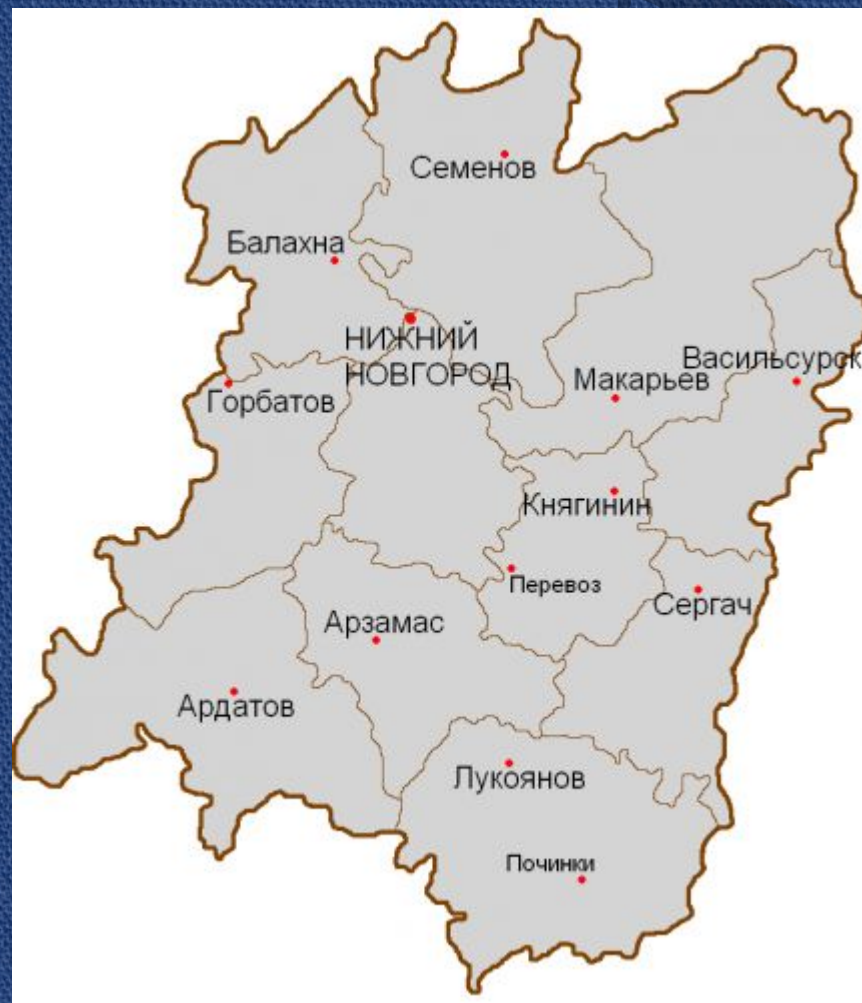 Семенов
Балахна
НИЖНИЙ
НОВГОРОД
Васильсурск
Макарьев
Горбатов
Княгинин
Перевоз
Сергач
Арзамас
Ардатов
Лукоянов
Починки